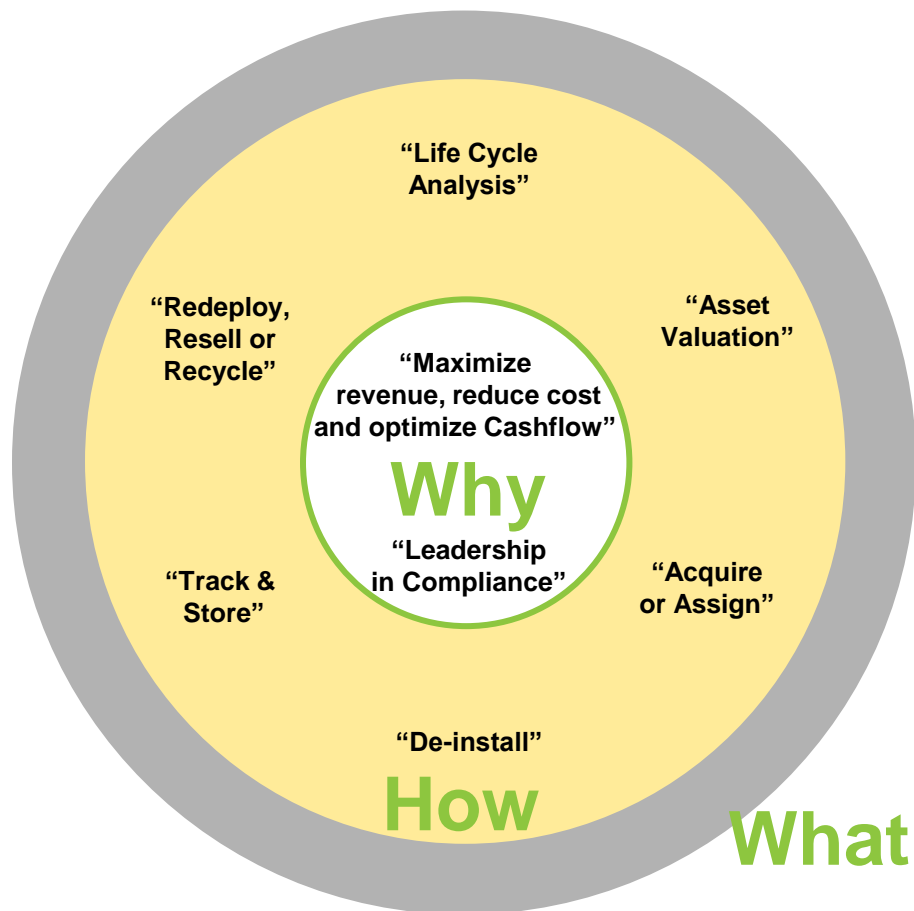 “Life Cycle
Analysis”
“Redeploy,
Resell or
Recycle”
“Asset
Valuation”
“Maximize
revenue, reduce cost
and optimize Cashflow”
Why
“Leadership
in Compliance”
“Track &
Store”
“Acquire
or Assign”
“De-install”
How
What